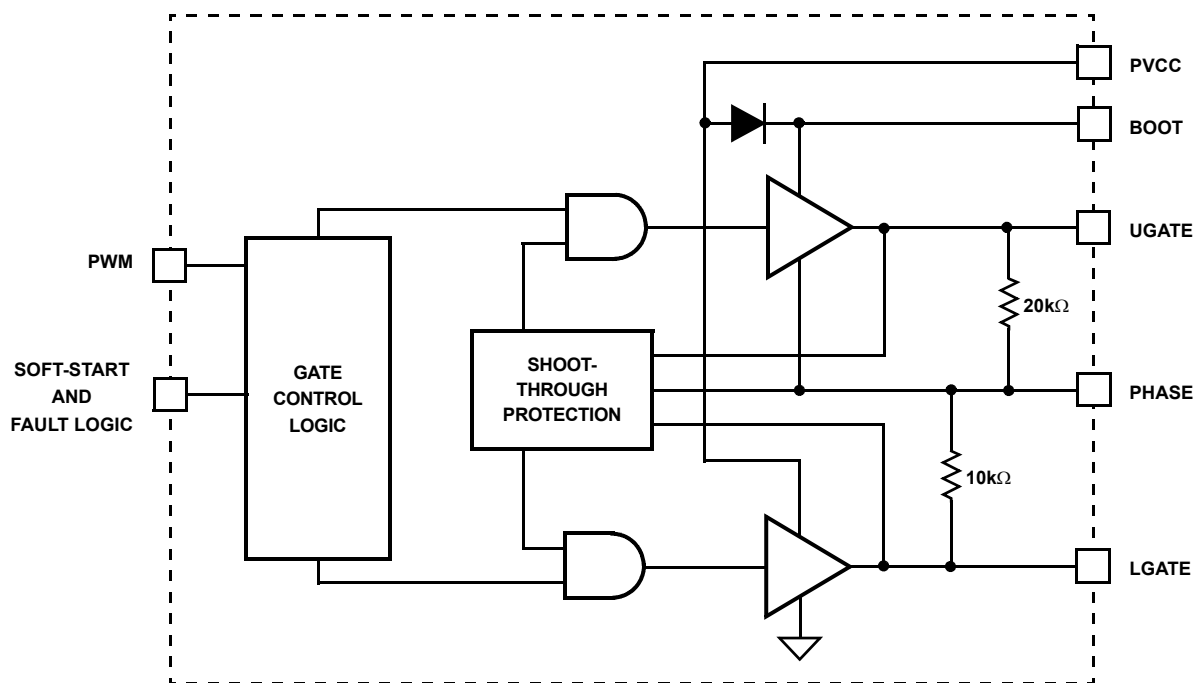 PVCC
BOOT
UGATE
PWM
20kΩ
SOFT-START
AND
FAULT LOGIC
GATE
CONTROL
LOGIC
SHOOT-
THROUGH
PROTECTION
PHASE
10kΩ
LGATE